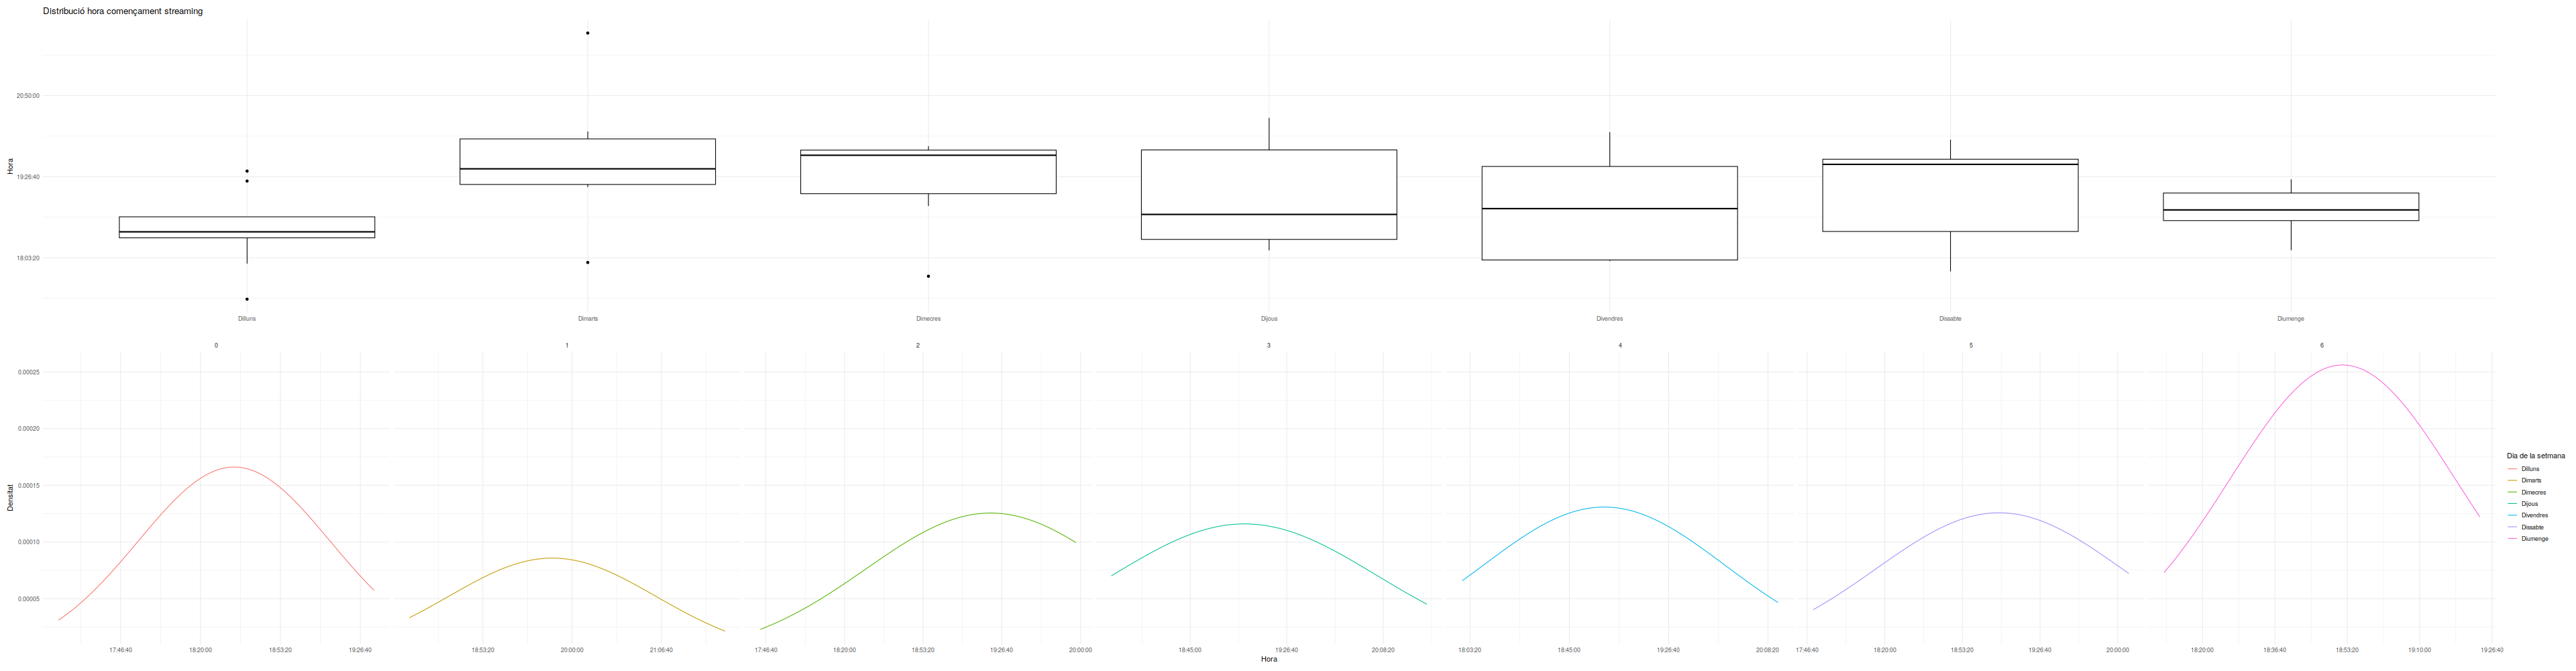 Distribució hora començament streaming
Hora
20:50:00
19:26:40
18:03:20
Dilluns Dimarts Dimecres Dijous Divendres Dissabte Diumenge
0 1 2 3 4 5 6
Densitat
0.00025
0.00020
0.00015
0.00010
0.00005
17:46:40 18:20:00 18:53:20 19:26:40 18:53:20 20:00:00 21:06:40 17:46:40 18:20:00 18:53:20 19:26:40 20:00:00 18:45:00 19:26:40 20:08:20 18:03:20 18:45:00 19:26:40 20:08:20 17:46:40 18:20:00 18:53:20 19:26:40 20:00:00 18:20:00 18:36:40 18:53:20 19:10:00 19:26:40
Hora
Dia de la setmana
Dilluns
Dimarts
Dimecres
Dijous
Divendres
Dissabte
Diumenge